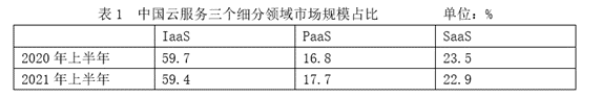 表 1 中国云服务三个细分领域市场规模占比 单位：%
IaaS PaaS SaaS
2020 年上半年 59.7 16.8 23.5
2021 年上半年 59.4 17.7 22.9